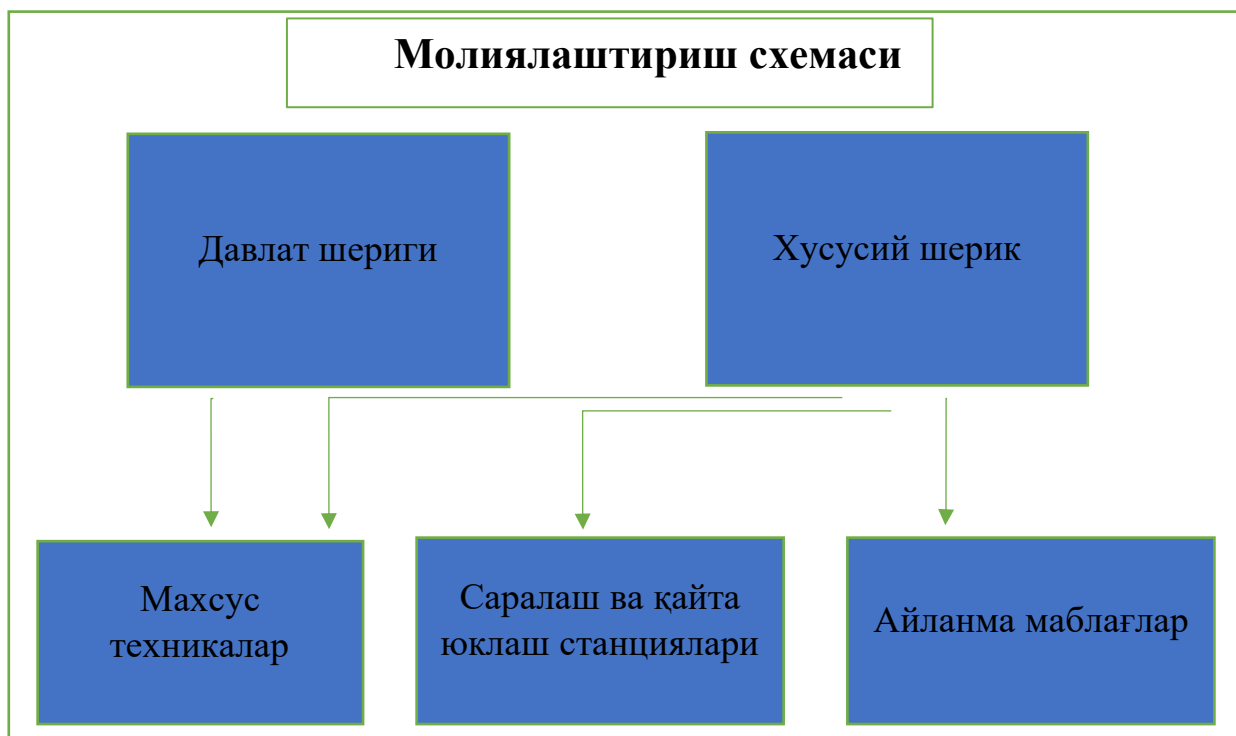 Молиялаштириш схемаси
Давлат шериги
Хусусий шерик
Махсус
техникалар
Саралаш ва қайта
юклаш станциялари
Айланма маблағлар